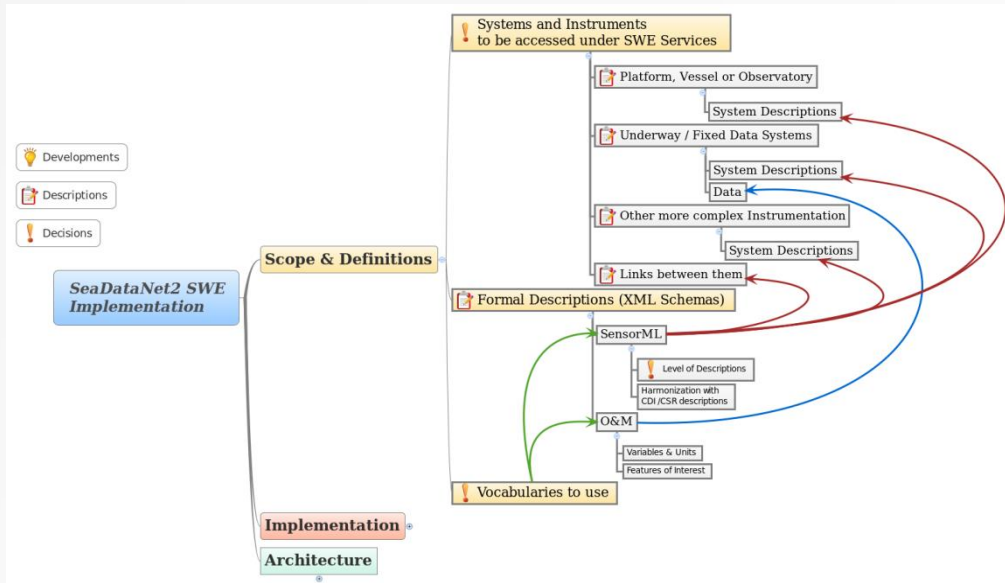 Developments
Descriptions
Decisions
SeaDataNet2 SWE
Implementation
Scope & Definitions
Systems and Instruments
to be accessed under SWE Services
Platform, Vessel or Observatory
System Descriptions
Underway / Fixed Data Systems
System Descriptions
Data
Other more complex Instrumentation
System Descriptions
Links between them
Formal Descriptions (XML Schemas)
SensorML
Level of Descriptions
Harmonization with
CDI/CSR descriptions
O&M
Variables & Units
Features of Interest
Vocabularies to use
Implementation
Architecture